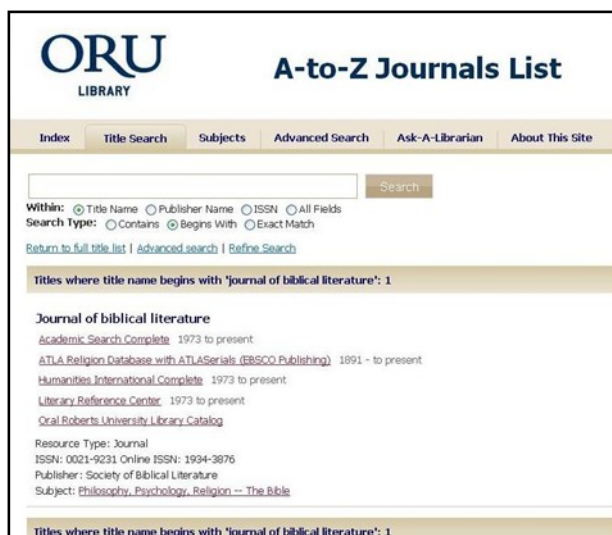 ORU
LIBRARY
A-to-Z Journals List
Index Title Search Subjects Advanced Search Ask-A-Librarian About This Site
Search
Within: Title Name Publisher Name ISSN All Fields
Search Type: Contains Begins With Exact Match
Return to full title list | Advanced search | Refine Search
Titles where title name begins with 'journal of biblical literature': 1
Journal of biblical literature
Academic Search Complete 1973 to present
ATLA Religion Database with ATLASerials (EBSCO Publishing) 1891 - to present
Humanities International Complete 1973 to present
Literary Reference Center 1973 to present
Oral Roberts University Library Catalog
Resource Type: Journal
ISSN: 0021-9231 Online ISSN: 1934-3876
Publisher: Society of Biblical Literature
Subject: Philosophy, Psychology, Religion -- The Bible
Titles where title name begins with 'journal of biblical literature': 1